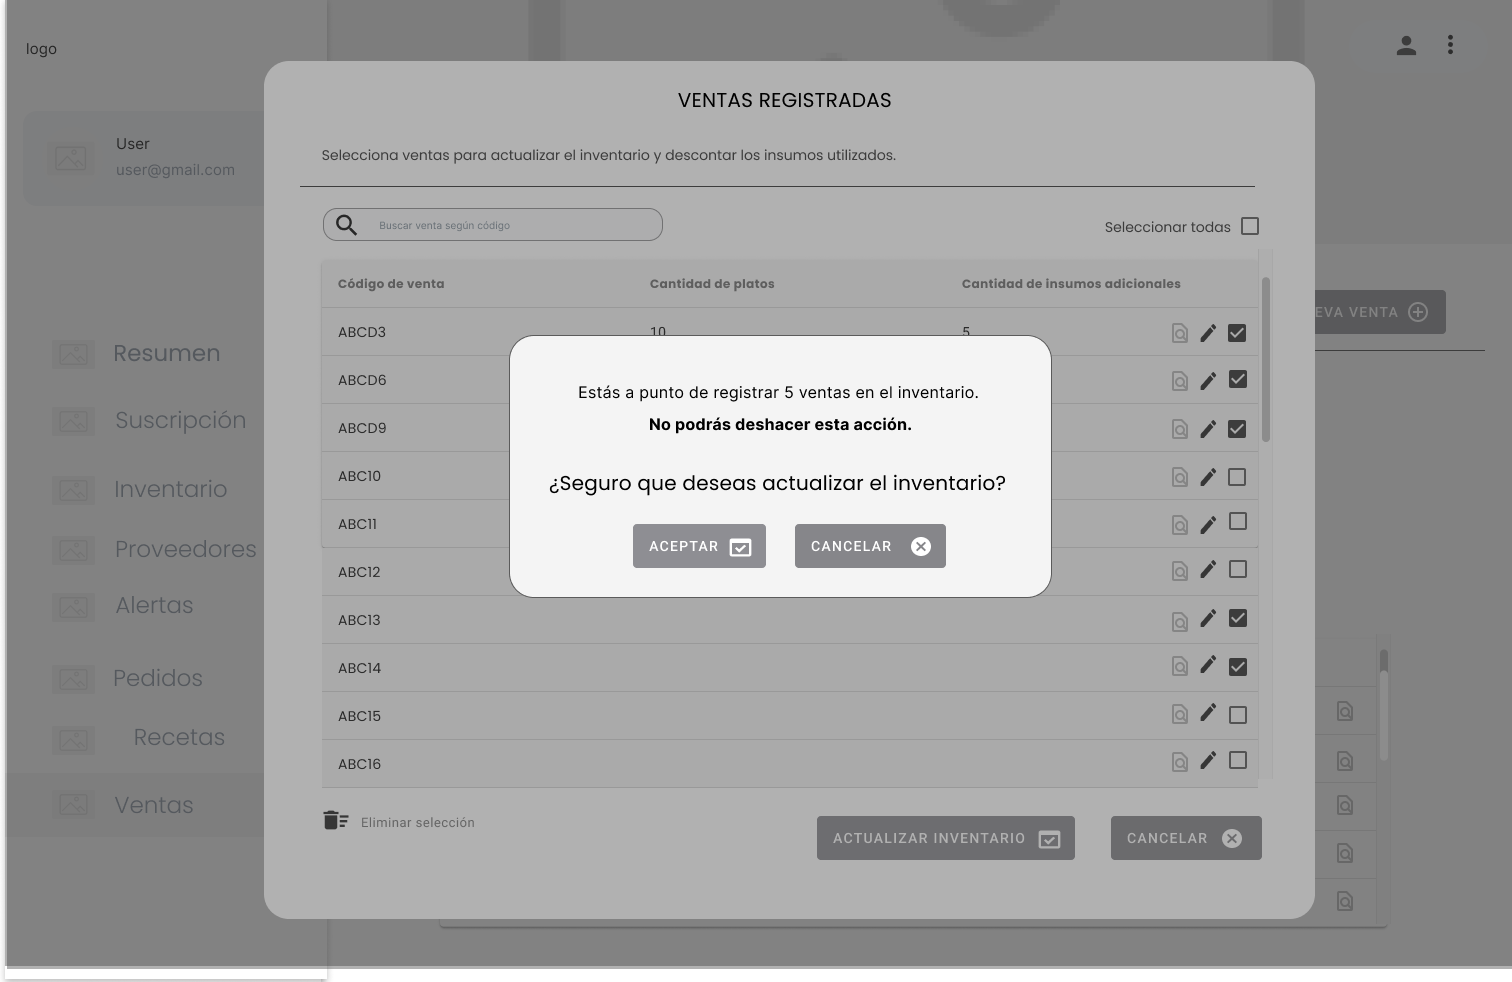 logo
User
user@gmail.com
Resumen
Suscripción
Inventario
Proveedores
Alertas
Pedidos
Recetas
Ventas
VENTAS REGISTRADAS
Selecciona ventas para actualizar el inventario y descontar los insumos utilizados.
Buscar venta según código
Seleccionar todas
Código de venta Cantidad de platos Cantidad de insumos adicionales
ABCD3 10 5
ABCD6
ABCD9
ABC10
ABC11
ABC12
ABC13
ABC14
ABC15
ABC16
Estás a punto de registrar 5 ventas en el inventario.
No podrás deshacer esta acción.
¿Seguro que deseas actualizar el inventario?
ACEPTAR CANCELAR
Eliminar selección
ACTUALIZAR INVENTARIO CANCELAR
EVA VENTA